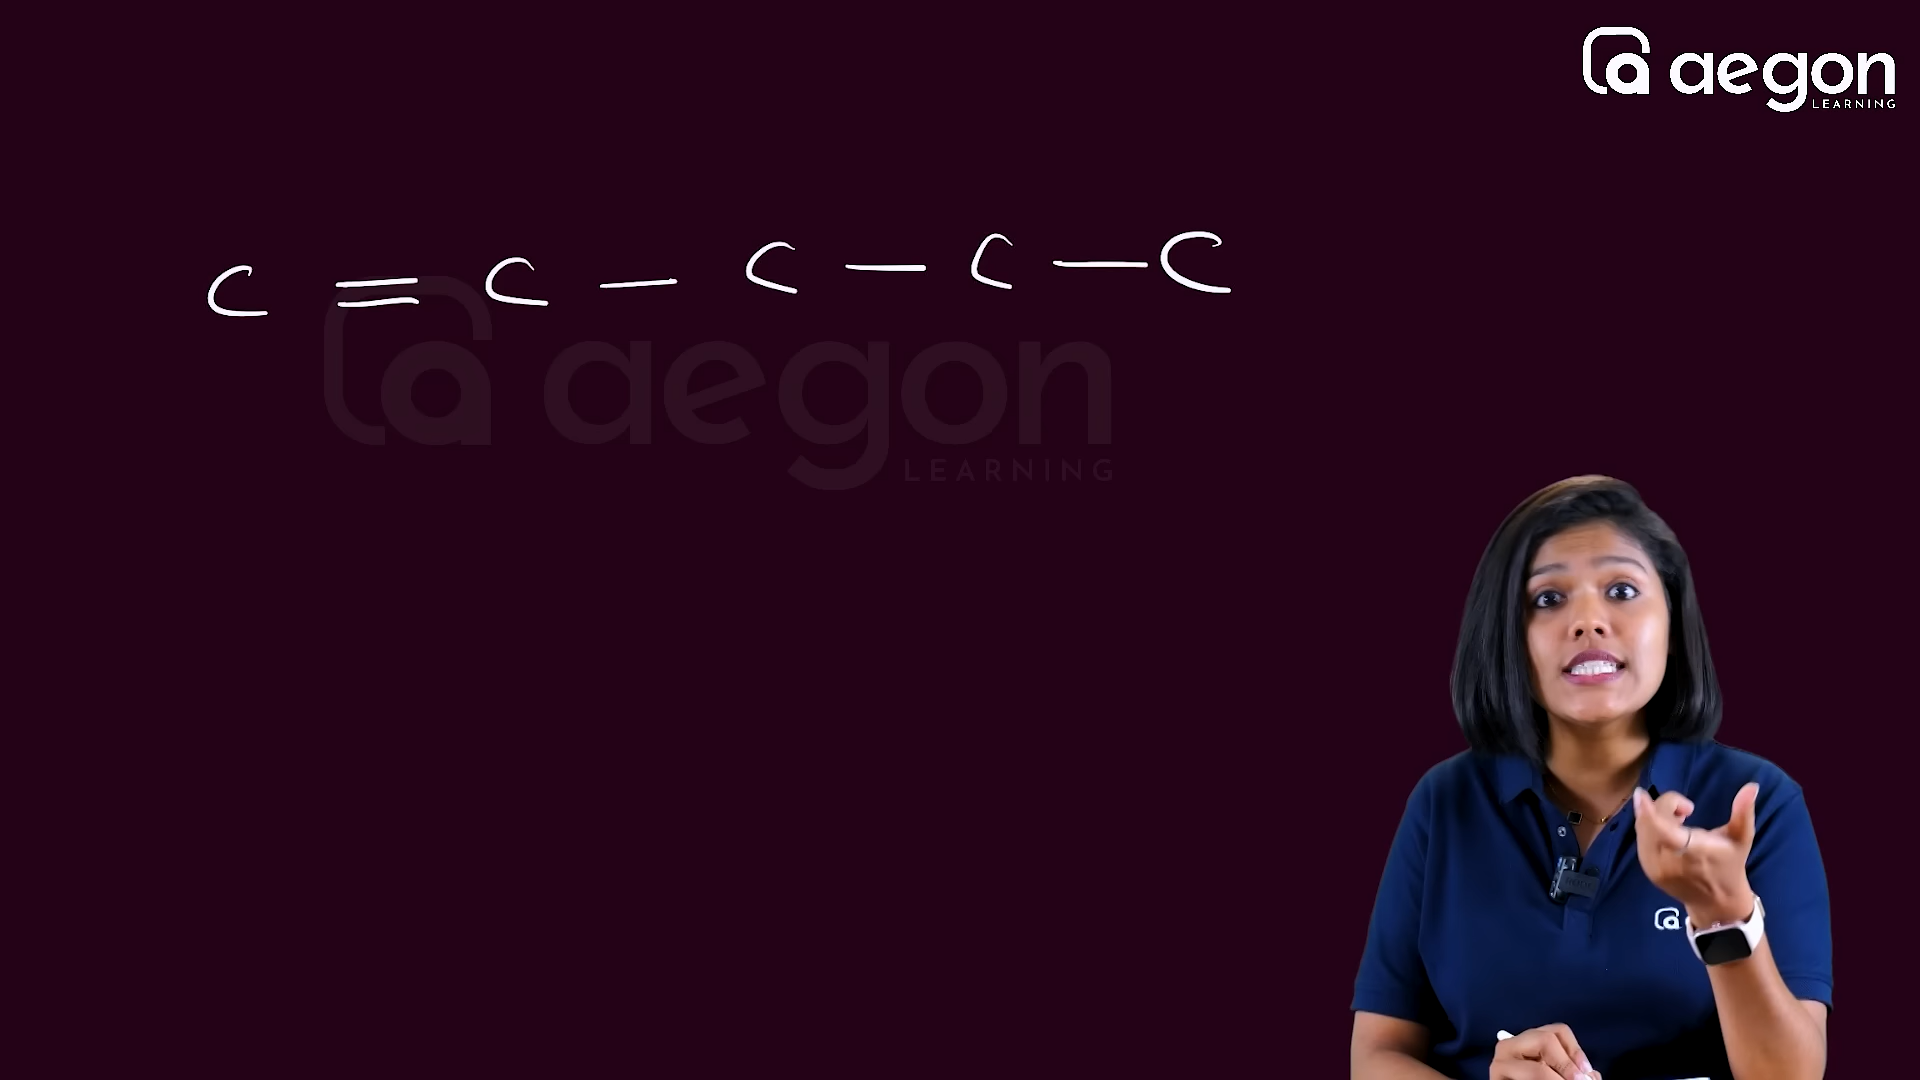 aegon
LEARNING
C = C - C - C - C
aegon
LEARNING